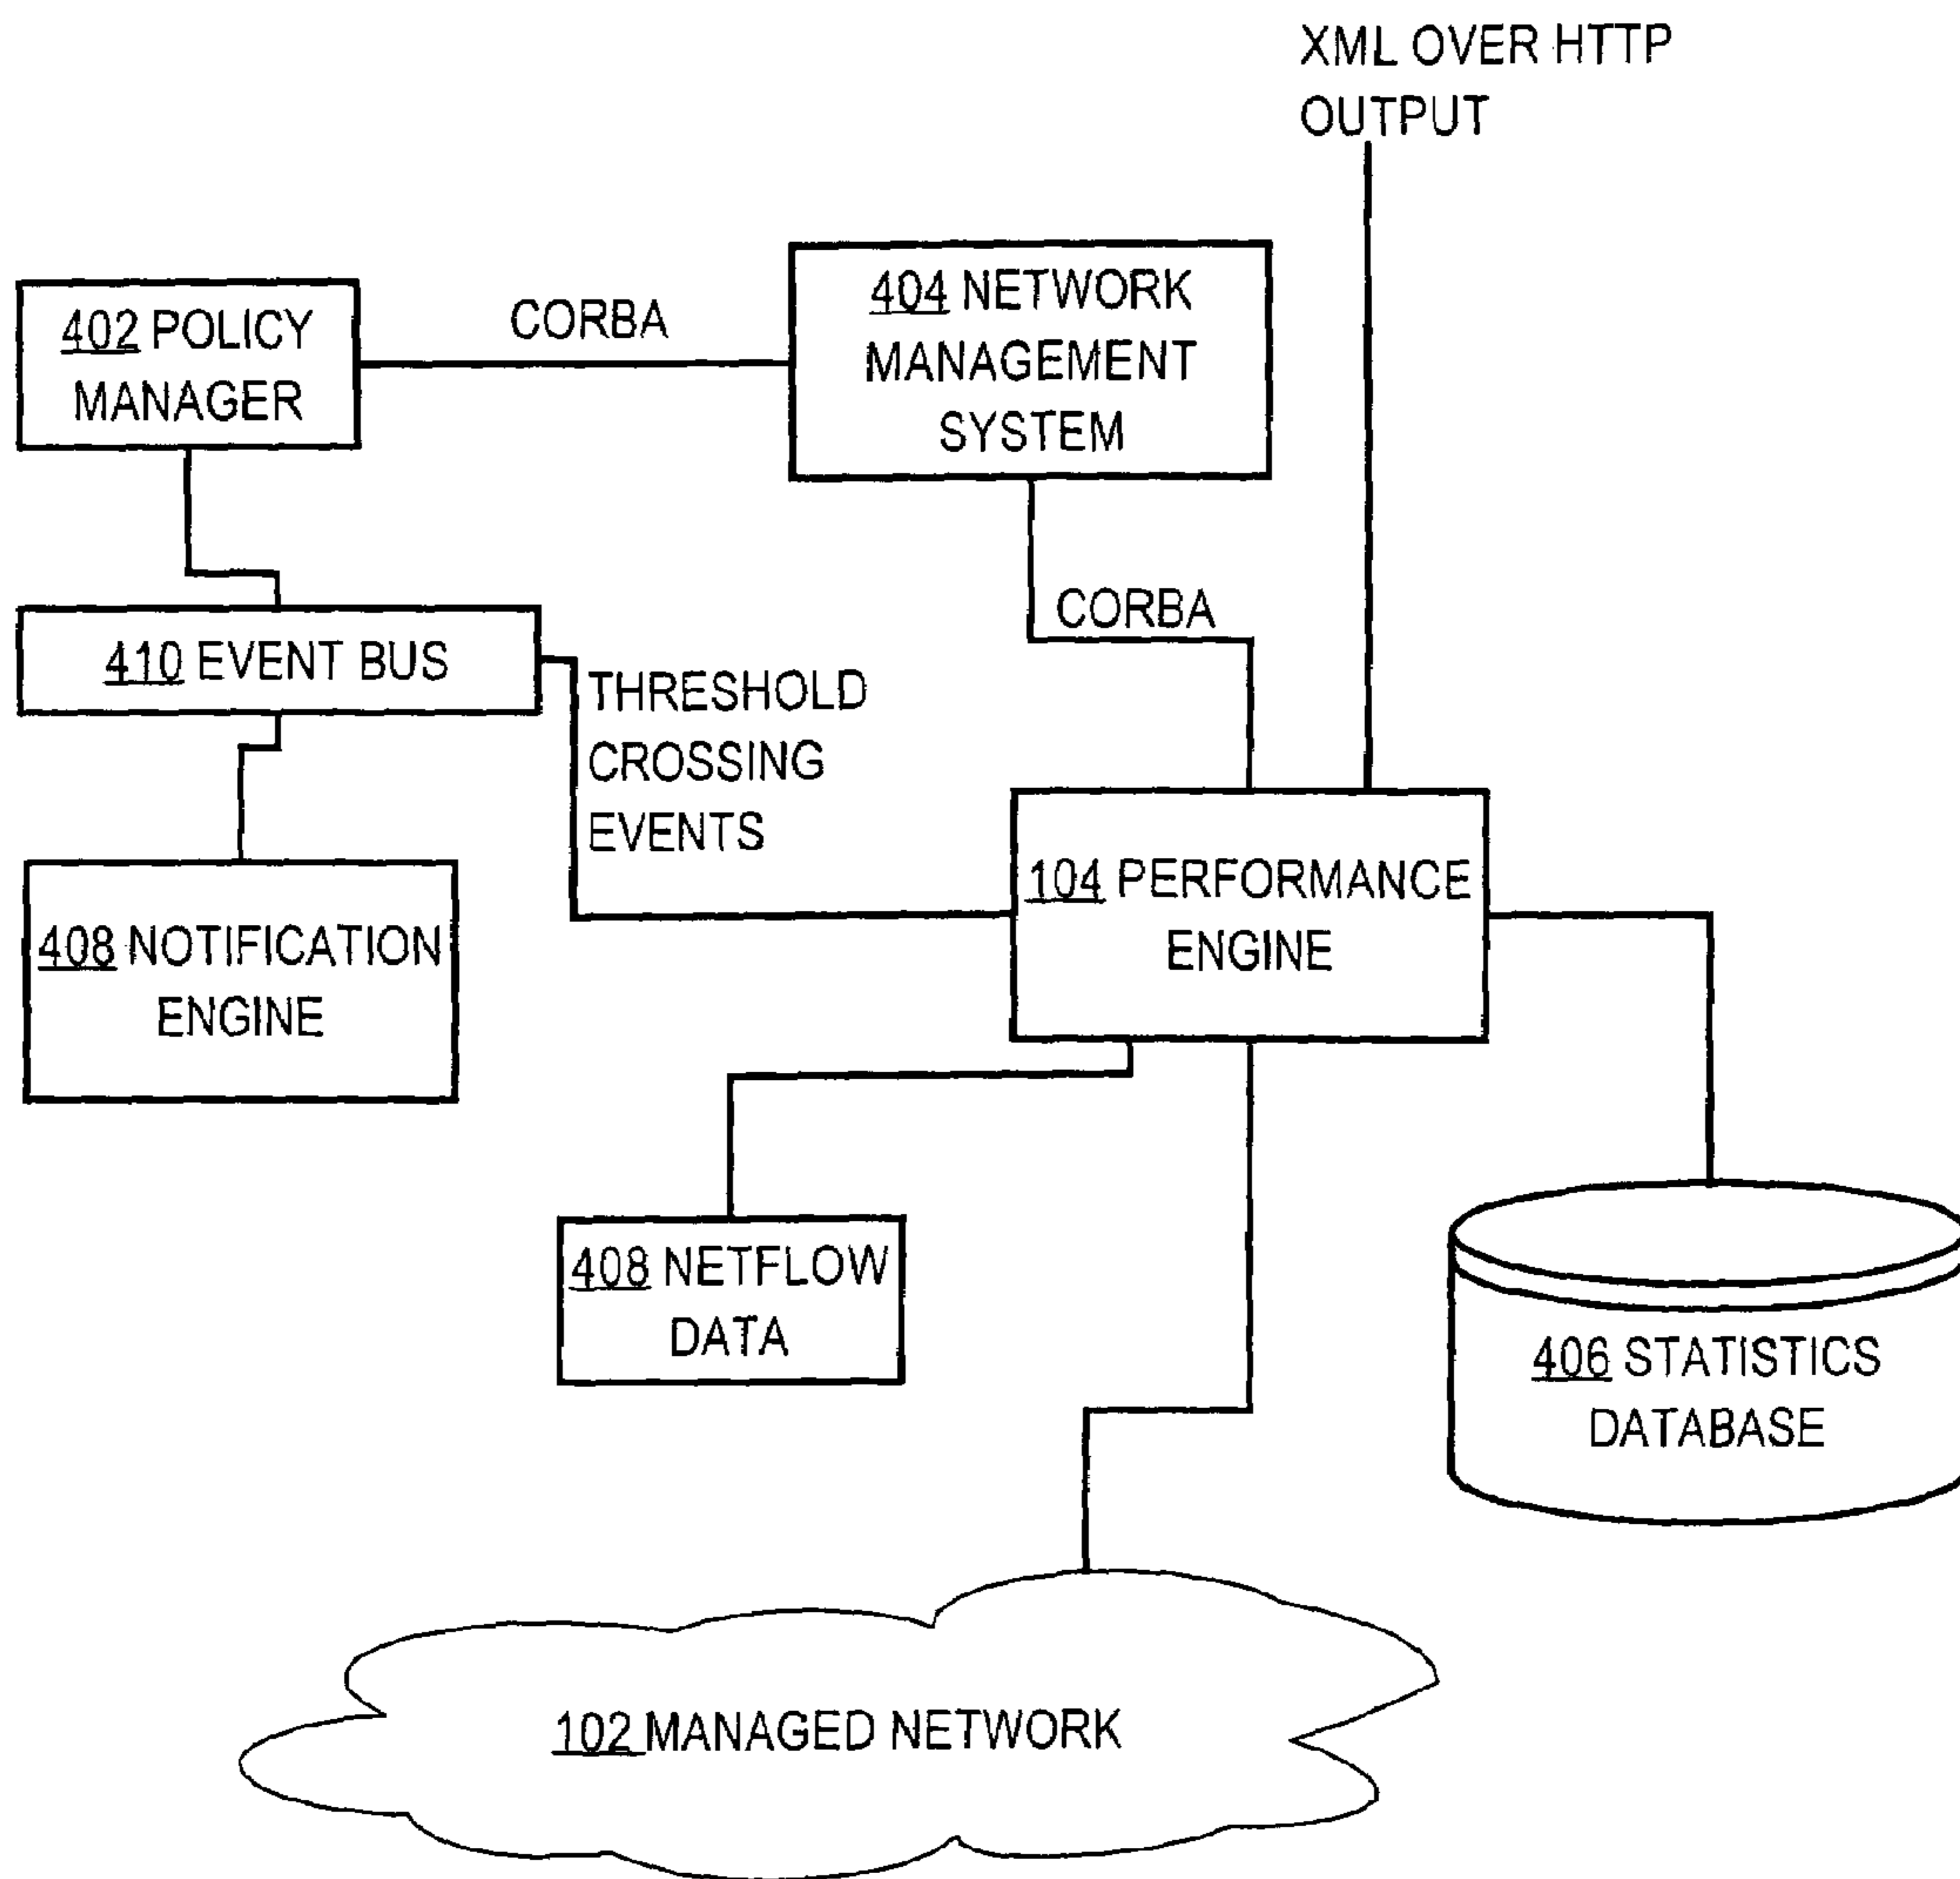 XML OVER HTTP
OUTPUT
402 POLICY
MANAGER
CORBA
404 NETWORK
MANAGEMENT
SYSTEM
CORBA
410 EVENT BUS
THRESHOLD
CROSSING
EVENTS
104 PERFORMANCE
ENGINE
408 NOTIFICATION
ENGINE
408 NETFLOW
DATA
406 STATISTICS
DATABASE
102 MANAGED NETWORK